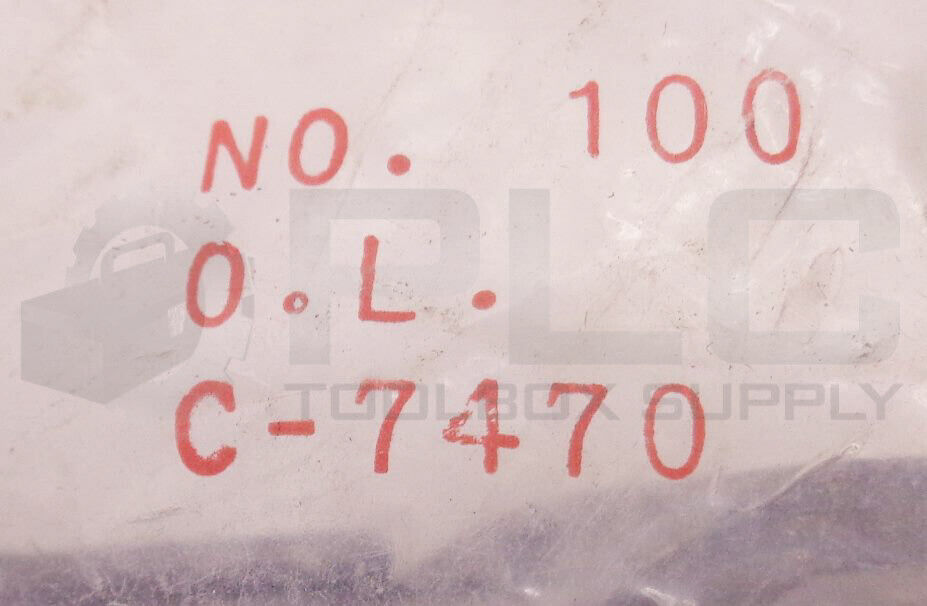 NO. 100
O.L.
C-7470
PLC
TOOLBOX SUPPLY